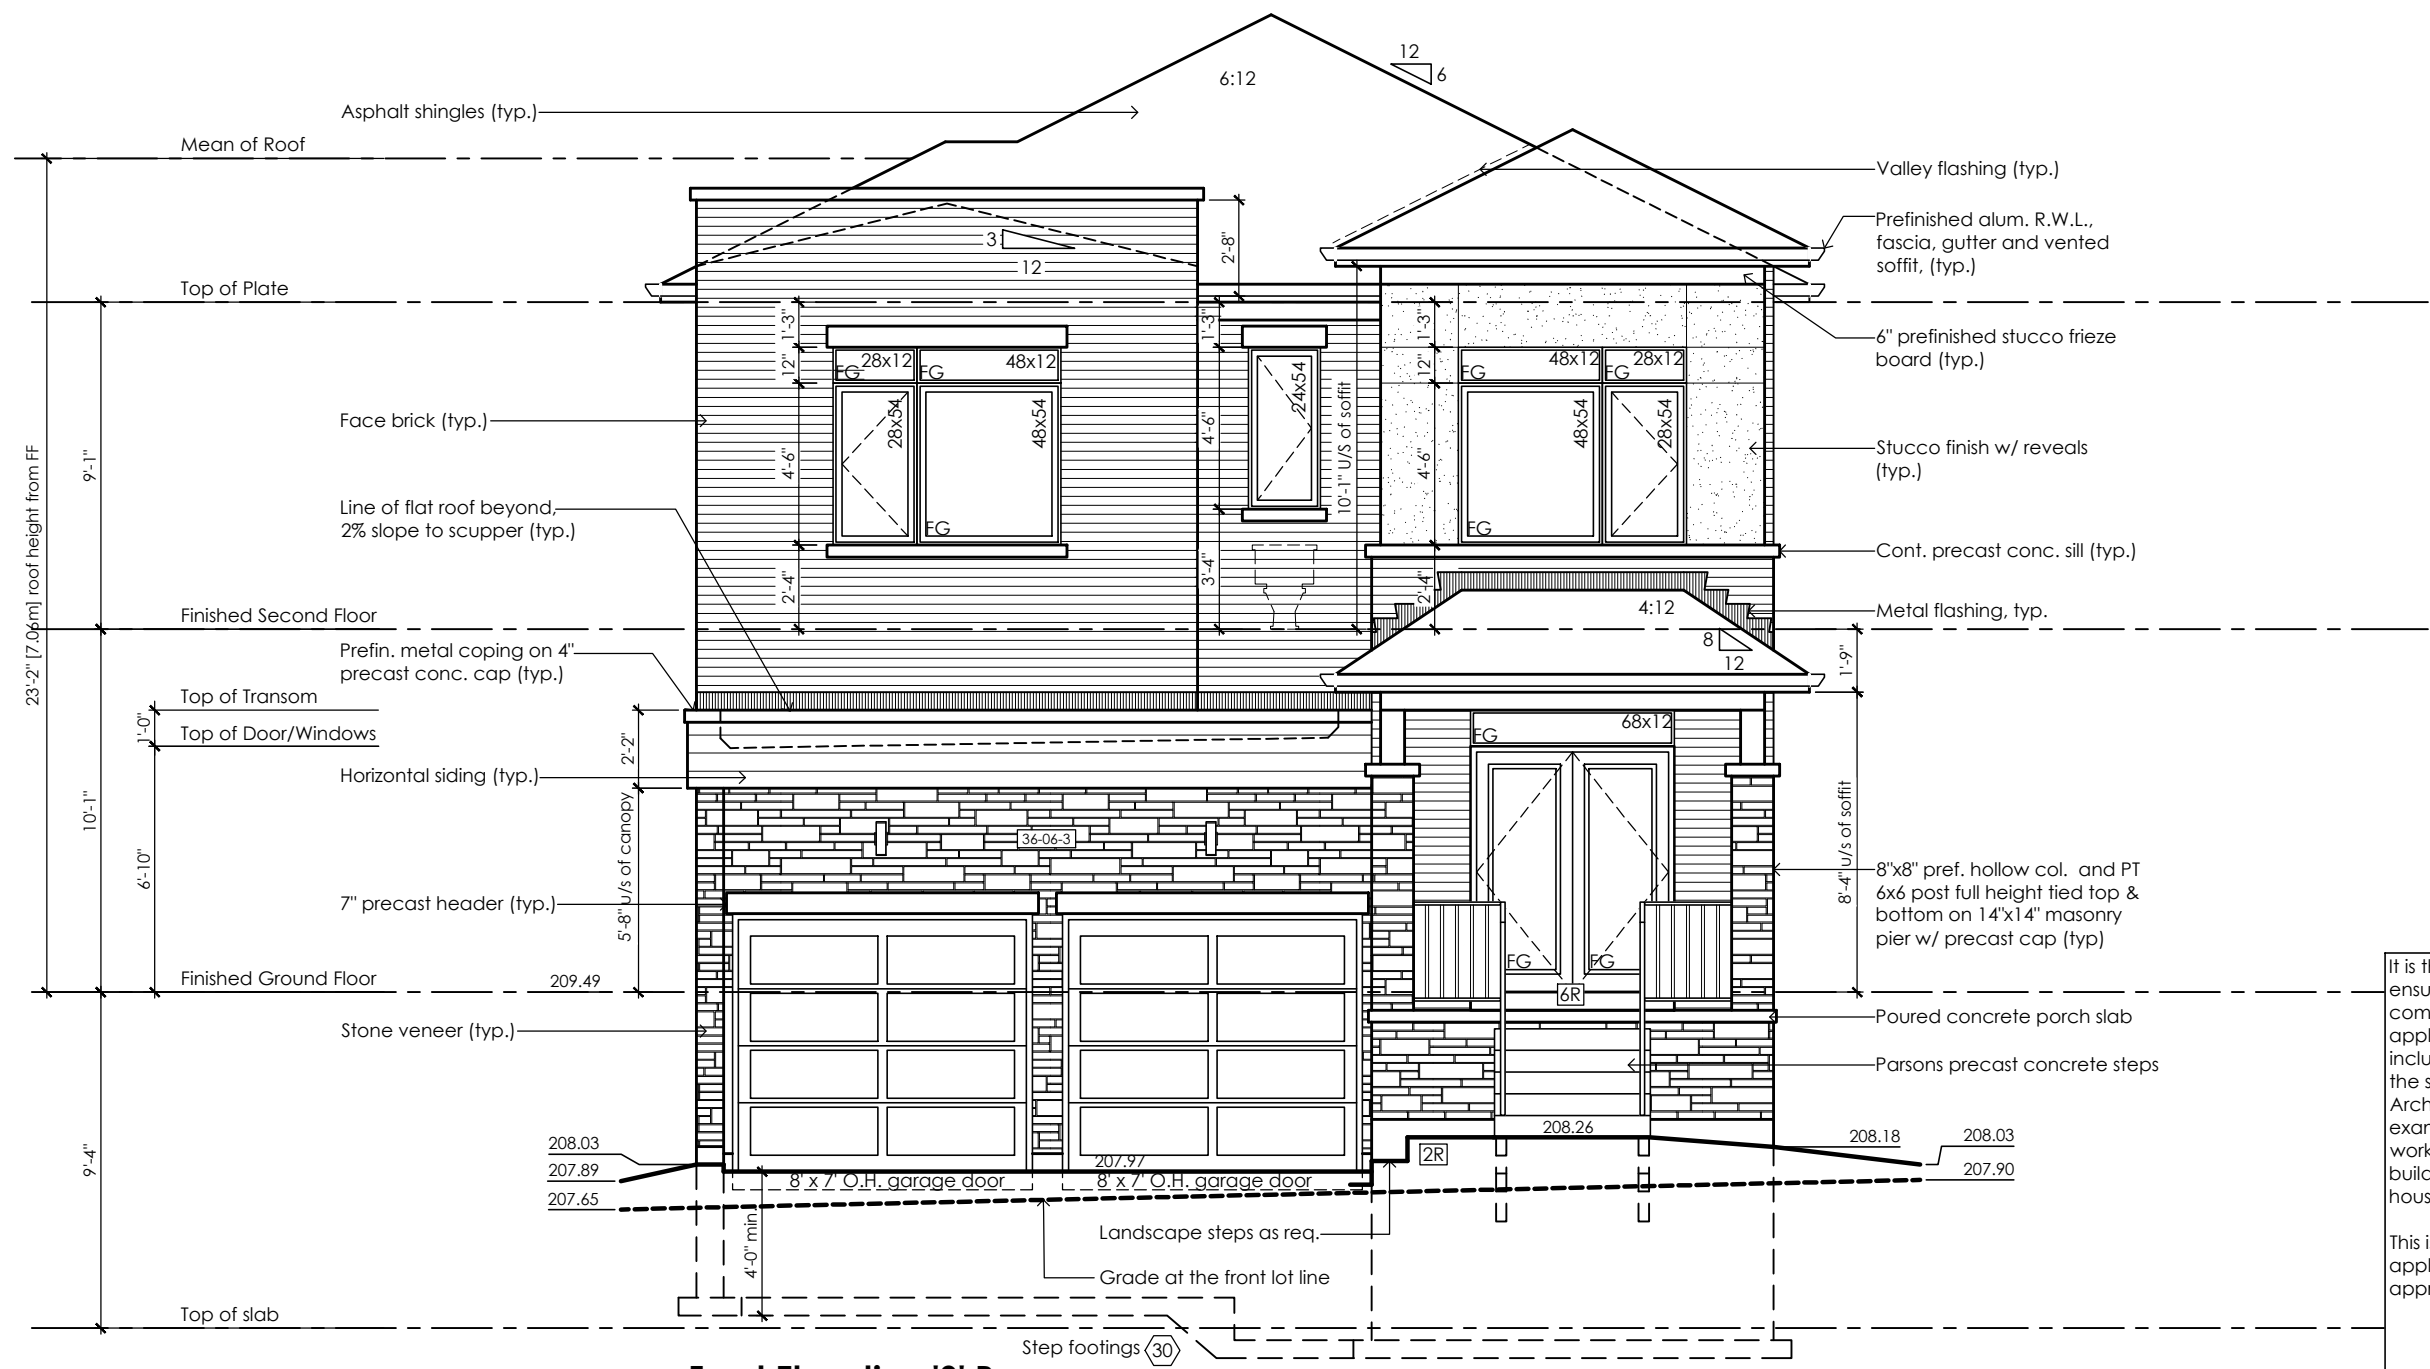 12
6
6:12
Asphalt shingles (typ.)
Mean of Roof
Valley flashing (typ.)
Prefinished alum. R.W.L.,
fascia, gutter and vented
soffit, (typ.)
3
12
2'-8"
Top of Plate
1'-3"
1'-3"
1'-3"
6" prefinished stucco frieze
board (typ.)
28x12
48x12
48x12
28x12
12"
FG
FG
12"
FG
FG
Face brick (typ.)
28x54
48x54
24x54
10'-1" U/S of soffit
48x54
28x54
9'-1"
4'-6"
4'-6"
4'-6"
Stucco finish w/ reveals
(typ.)
23'-2" [7.06m] roof height from FF
Line of flat roof beyond,
2% slope to scupper (typ.)
FG
FG
Cont. precast conc. sill (typ.)
2'-4"
3'-4"
2'-4"
Finished Second Floor
4:12
Metal flashing, typ.
8
12
Prefin. metal coping on 4"
precast conc. cap (typ.)
1'-9"
Top of Transom
1'-0"
Top of Door/Windows
68x12
FG
2'-2"
Horizontal siding (typ.)
10'-1"
6'-10"
5'-8" u/s of canopy
36-06-3
8'-4" u/s of soffit
8"x8" pref. hollow col. and PT
6x6 post full height tied top &
bottom on 14"x14" masonry
pier w/ precast cap (typ)
7" precast header (typ.)
FG
FG
Finished Ground Floor
209.49
6R
Stone veneer (typ.)
Poured concrete porch slab
Parsons precast concrete steps
9'-4"
208.03
208.26
208.18
208.03
207.89
207.97
2R
207.90
207.65
8' x 7' O.H. garage door
8' x 7' O.H. garage door
4'-0" min.
Landscape steps as req.
Grade at the front lot line
Top of slab
Step footings
30
It is
the